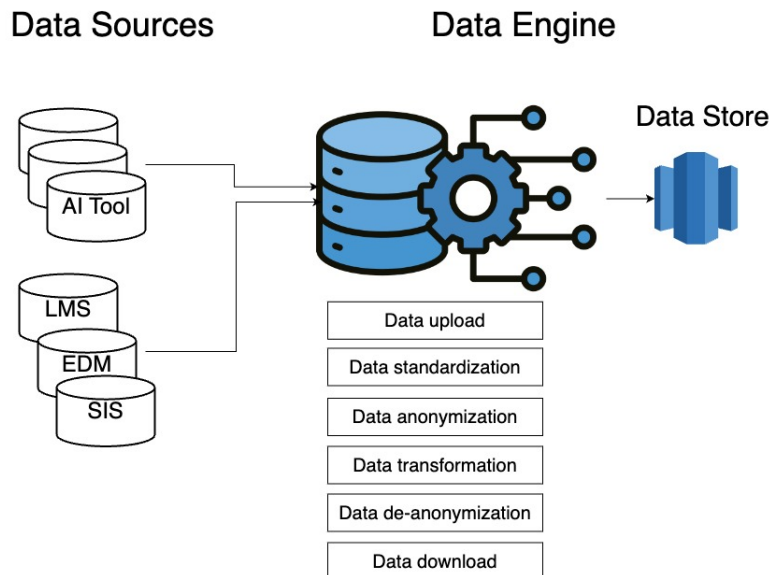 Data Sources
Data Engine
Data Store
AI Tool
LMS
EDM
SIS
Data upload
Data standardization
Data anonymization
Data transformation
Data de-anonymization
Data download